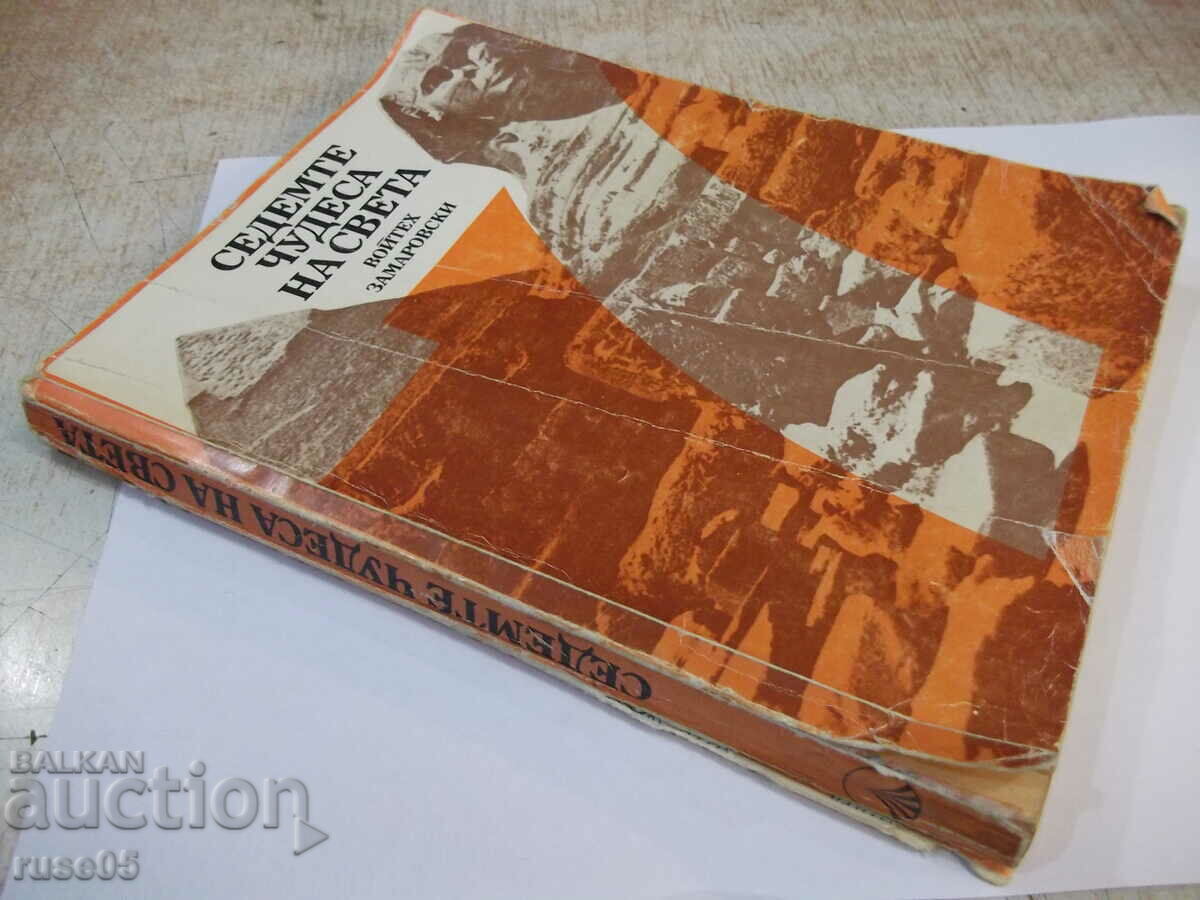 СЕДЕМТЕ
ЧУДЕСА
НА СВЕТА
ВОЙТЕХ
ЗАМАРОВСКИ
СЕДЕМТЕ ЧУДЕСА НА СВЕТА
BALKAN
auction
ruse05